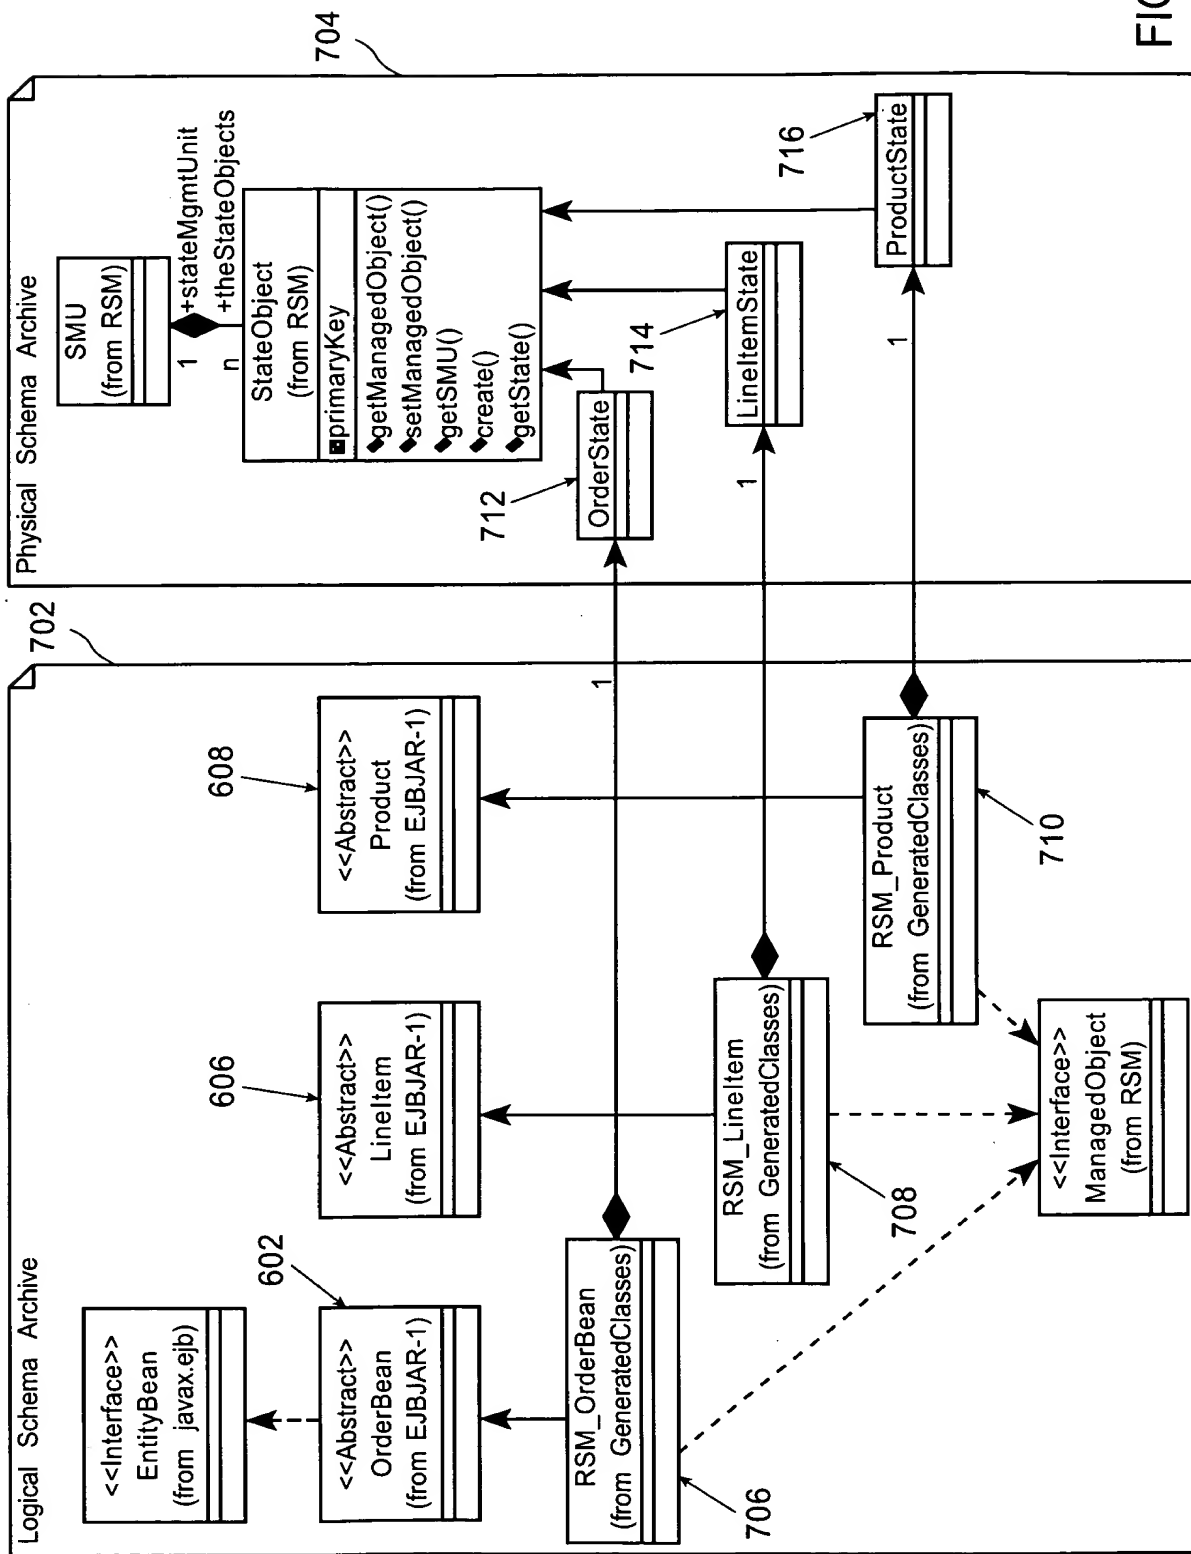 Logical Schema Archive
702
<<Interface>>
EntityBean
(from javax.ejb)
602
<<Abstract>>
OrderBean
(from EJBJAR-1)
606
<<Abstract>>
LineItem
(from EJBJAR-1)
608
<<Abstract>>
Product
(from EJBJAR-1)
RSM_OrderBean
(from GeneratedClasses)
706
1
RSM_LineItem
(from GeneratedClasses)
708
RSM_Product
(from GeneratedClasses)
710
<<Interface>>
ManagedObject
(from RSM)
Physical Schema Archive
704
SMU
(from RSM)
1
+stateMgmtUnit
n
+theStateObjects
StateObject
(from RSM)
primaryKey
getManagedObject()
setManagedObject()
getSMU()
create()
getState()
712
OrderState
714
LineItemState
1
716
ProductState
1
FIG